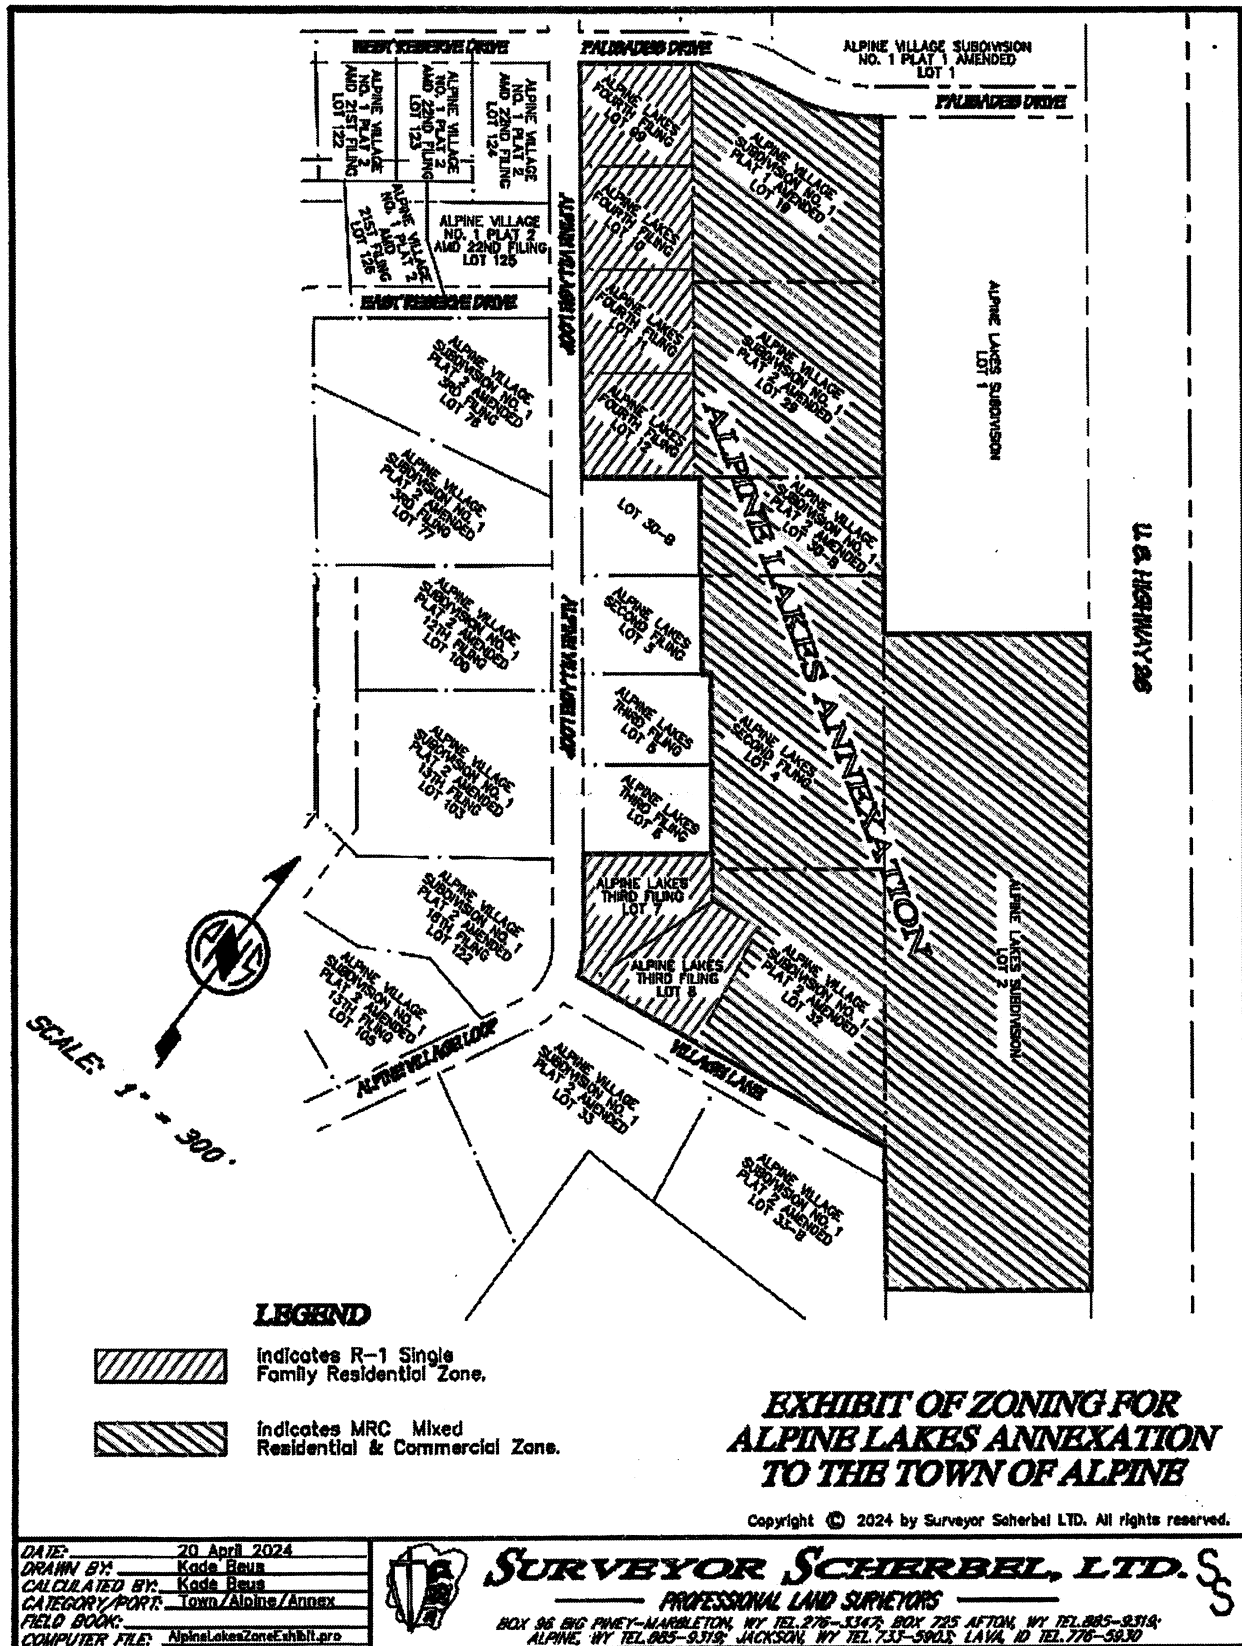 WEST RESERVE DRIVE
PALISADES DRIVE
ALPINE VILLAGE SUBDIVISION
NO. 1 PLAT 1 AMENDED
LOT 1
PALISADES DRIVE
ALPINE VILLAGE
NO. 1 PLAT 2
AMD 21ST FILING
LOT 122
ALPINE VILLAGE
NO. 1 PLAT 2
AMD 22ND FILING
LOT 123
ALPINE VILLAGE
NO. 1 PLAT 2
AMD 22ND FILING
LOT 124
ALPINE LAKES
FOURTH FILING
LOT 69
ALPINE VILLAGE
SUBDIVISION NO. 1
PLAT 1 AMENDED
LOT 19
ALPINE VILLAGE
NO. 1 PLAT 2
AMD
21ST FILING
LOT 126
ALPINE VILLAGE
NO. 1 PLAT 2
AMD 22ND FILING
LOT 125
ALPINE VILLAGE LOOP
ALPINE LAKES
FOURTH FILING
LOT 10
EAST RESERVE DRIVE
ALPINE LAKES
FOURTH FILING
LOT 11
ALPINE VILLAGE
SUBDIVISION NO. 1
PLAT 2 AMENDED
LOT 29
ALPINE LAKES SUBDIVISION
LOT 1
ALPINE VILLAGE
SUBDIVISION NO. 1
PLAT 2 AMENDED
3RD FILING
LOT 76
ALPINE LAKES
FOURTH FILING
LOT 12
ALPINE LAKES ANNEXATION
ALPINE VILLAGE
SUBDIVISION NO. 1
PLAT 2 AMENDED
3RD FILING
LOT 77
LOT 30-B
ALPINE VILLAGE
SUBDIVISION NO. 1
PLAT 2 AMENDED
LOT 30-B
U. S. HIGHWAY 26
ALPINE VILLAGE
SUBDIVISION NO. 1
PLAT 2 AMENDED
12TH FILING
LOT 100
ALPINE VILLAGE LOOP
ALPINE LAKES
SECOND FILING
LOT 3
ALPINE VILLAGE
SUBDIVISION NO. 1
PLAT 2 AMENDED
13TH FILING
LOT 103
ALPINE LAKES
THIRD FILING
LOT 5
ALPINE LAKES
SECOND FILING
LOT 4
ALPINE LAKES
THIRD FILING
LOT 6
ALPINE VILLAGE
SUBDIVISION NO. 1
PLAT 2 AMENDED
18TH FILING
LOT 122
ALPINE LAKES
THIRD FILING
LOT 7
ALPINE LAKES
THIRD FILING
LOT 8
ALPINE VILLAGE
SUBDIVISION NO. 1
PLAT 2 AMENDED
LOT 32
ALPINE LAKES SUBDIVISION
LOT 2
ALPINE VILLAGE
SUBDIVISION NO. 1
PLAT 2 AMENDED
13TH FILING
LOT 105
ALPINE VILLAGE LOOP
VILLAGE LANE
ALPINE VILLAGE
SUBDIVISION NO. 1
PLAT 2 AMENDED
LOT 33
ALPINE VILLAGE
SUBDIVISION NO. 1
PLAT 2 AMENDED
LOT 33-B
SCALE: 1" = 300'
LEGEND
indicates R-1 Single
Family Residential Zone.
indicates MRC Mixed
Residential & Commercial Zone.
EXHIBIT OF ZONING FOR
ALPINE LAKES ANNEXATION
TO THE TOWN OF ALPINE
Copyright © 2024 by Surveyor Scherbel LTD. All rights reserved.
DATE: 20 April 2024
DRAWN BY: Kade Beus
CALCULATED BY: Kade Beus
CATEGORY/PORT: Town/Alpine/Annex
FIELD BOOK:
COMPUTER FILE: AlpineLakesZoneExhibit.pro
SURVEYOR SCHERBEL, LTD.
PROFESSIONAL LAND SURVEYORS
BOX 96 BIG PINEY-MARBLETON, WY TEL.276-3347; BOX 725 AFTON, WY TEL.885-9319;
ALPINE, WY TEL.885-9319; JACKSON, WY TEL.733-5903; LAVA, ID TEL.776-5930
SS